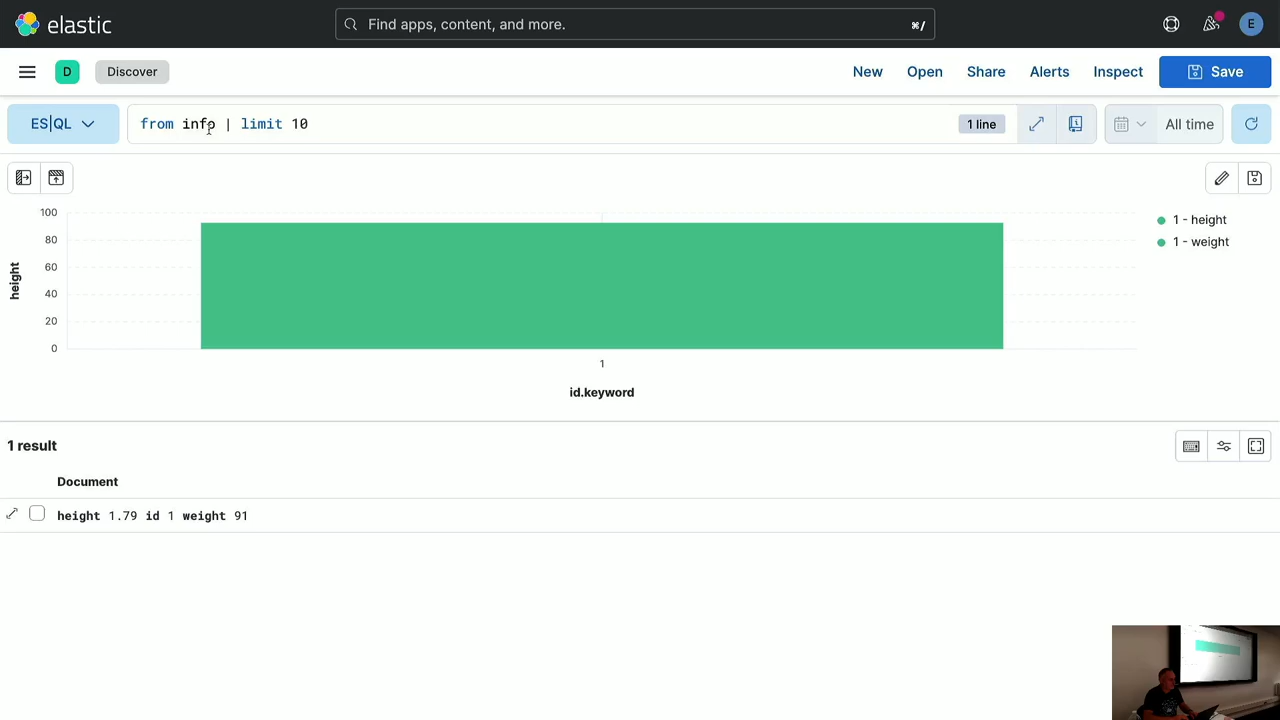 elastic
Find apps, content, and more.
⌘/
E
D
Discover
New
Open
Share
Alerts
Inspect
Save
ES|QL
from info | limit 10
1 line
All time
100
80
60
40
20
0
height
1
id.keyword
1 - height
1 - weight
1 result
Document
height 1.79 id 1 weight 91